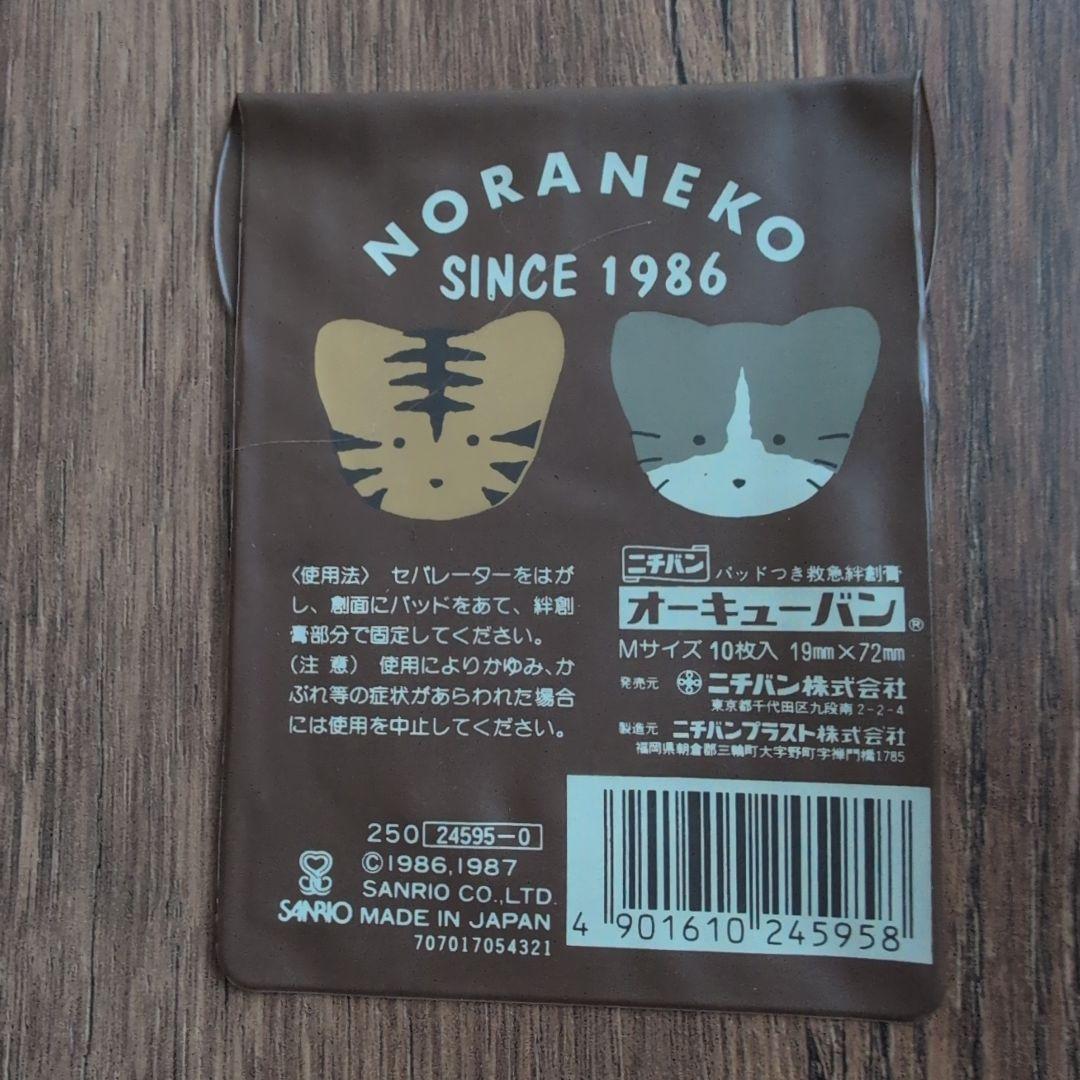 NORANEKO
SINCE 1986
〈使用法〉 セパレーターをはが
し、創面にパッドをあて、絆創
膏部分で固定してください。
(注 意) 使用によりかゆみ、か
ぶれ等の症状があらわれた場合
には使用を中止してください。
ニチバン パッドつき救急絆創膏
オーキューバン®
Mサイズ 10枚入 19mm×72mm
発売元 ニチバン株式会社
東京都千代田区九段南2-2-4
製造元 ニチバンプラスト株式会社
福岡県朝倉郡三輪町大字野町字禅門橋1785
250 24595-0
©1986,1987
SANRIO CO.,LTD.
SANRIO MADE IN JAPAN
707017054321
4 901610 245958